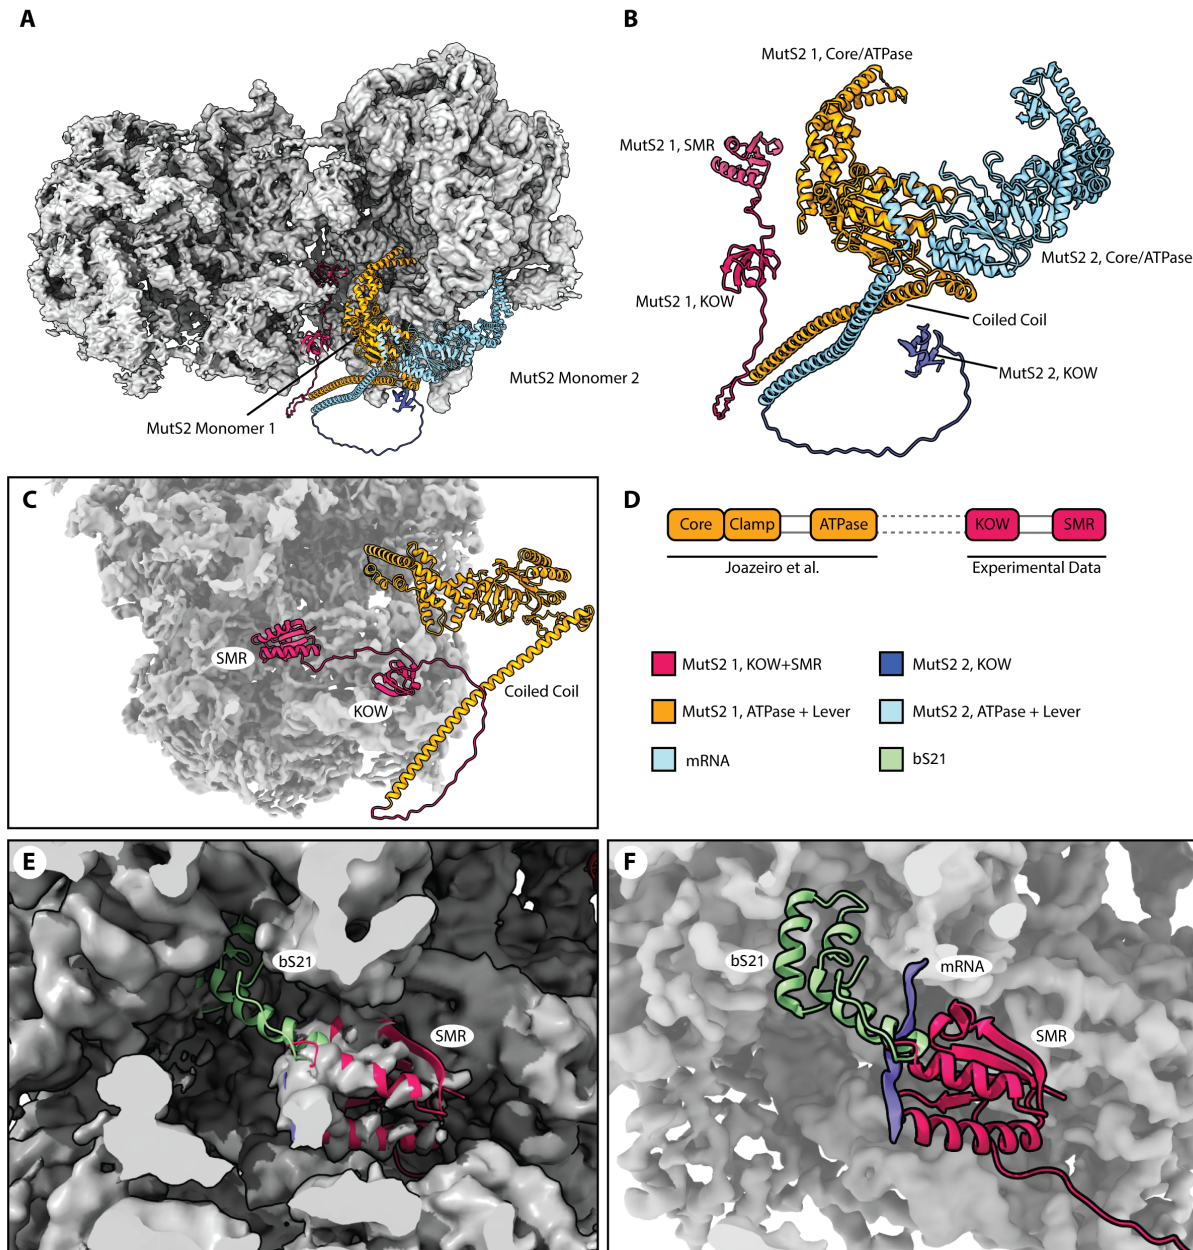 A
MutS2 Monomer 1
MutS2 Monomer 2
B
MutS2 1, Core/ATPase
MutS2 1, SMR
MutS2 1, KOW
MutS2 2, Core/ATPase
Coiled Coil
MutS2 2, KOW
C
SMR
KOW
Coiled Coil
D
Core Clamp ATPase KOW SMR
Joazeiro et al. Experimental Data
MutS2 1, KOW+SMR MutS2 2, KOW
MutS2 1, ATPase + Lever MutS2 2, ATPase + Lever
mRNA bS21
E
bS21
SMR
F
bS21
mRNA
SMR